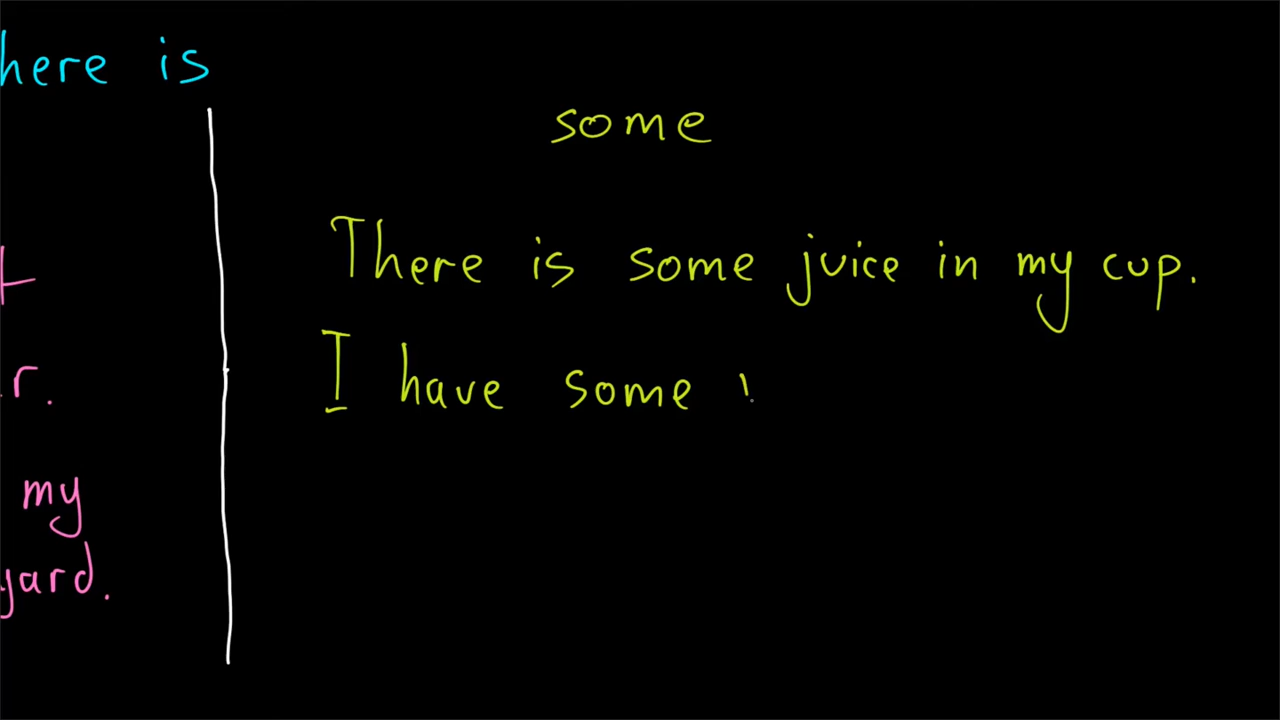 here is
some
There is some juice in my cup.
I have some
r.
my
yard.